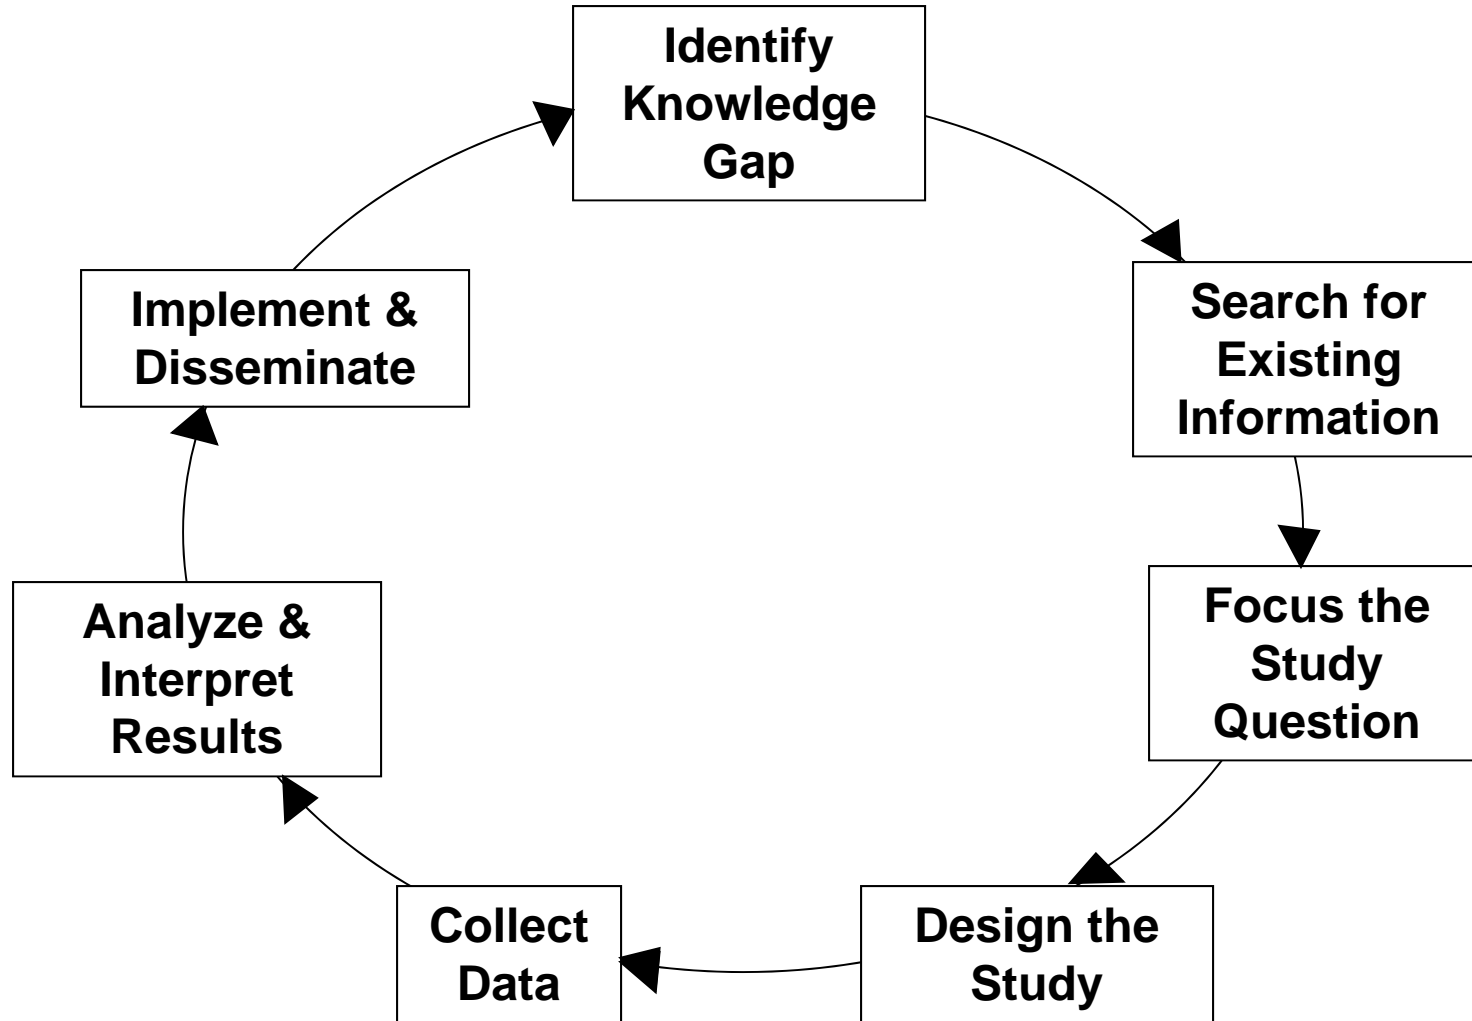 Identify
Knowledge
Gap
Search for
Existing
Information
Focus the
Study
Question
Design the
Study
Collect
Data
Analyze &
Interpret
Results
Implement &
Disseminate